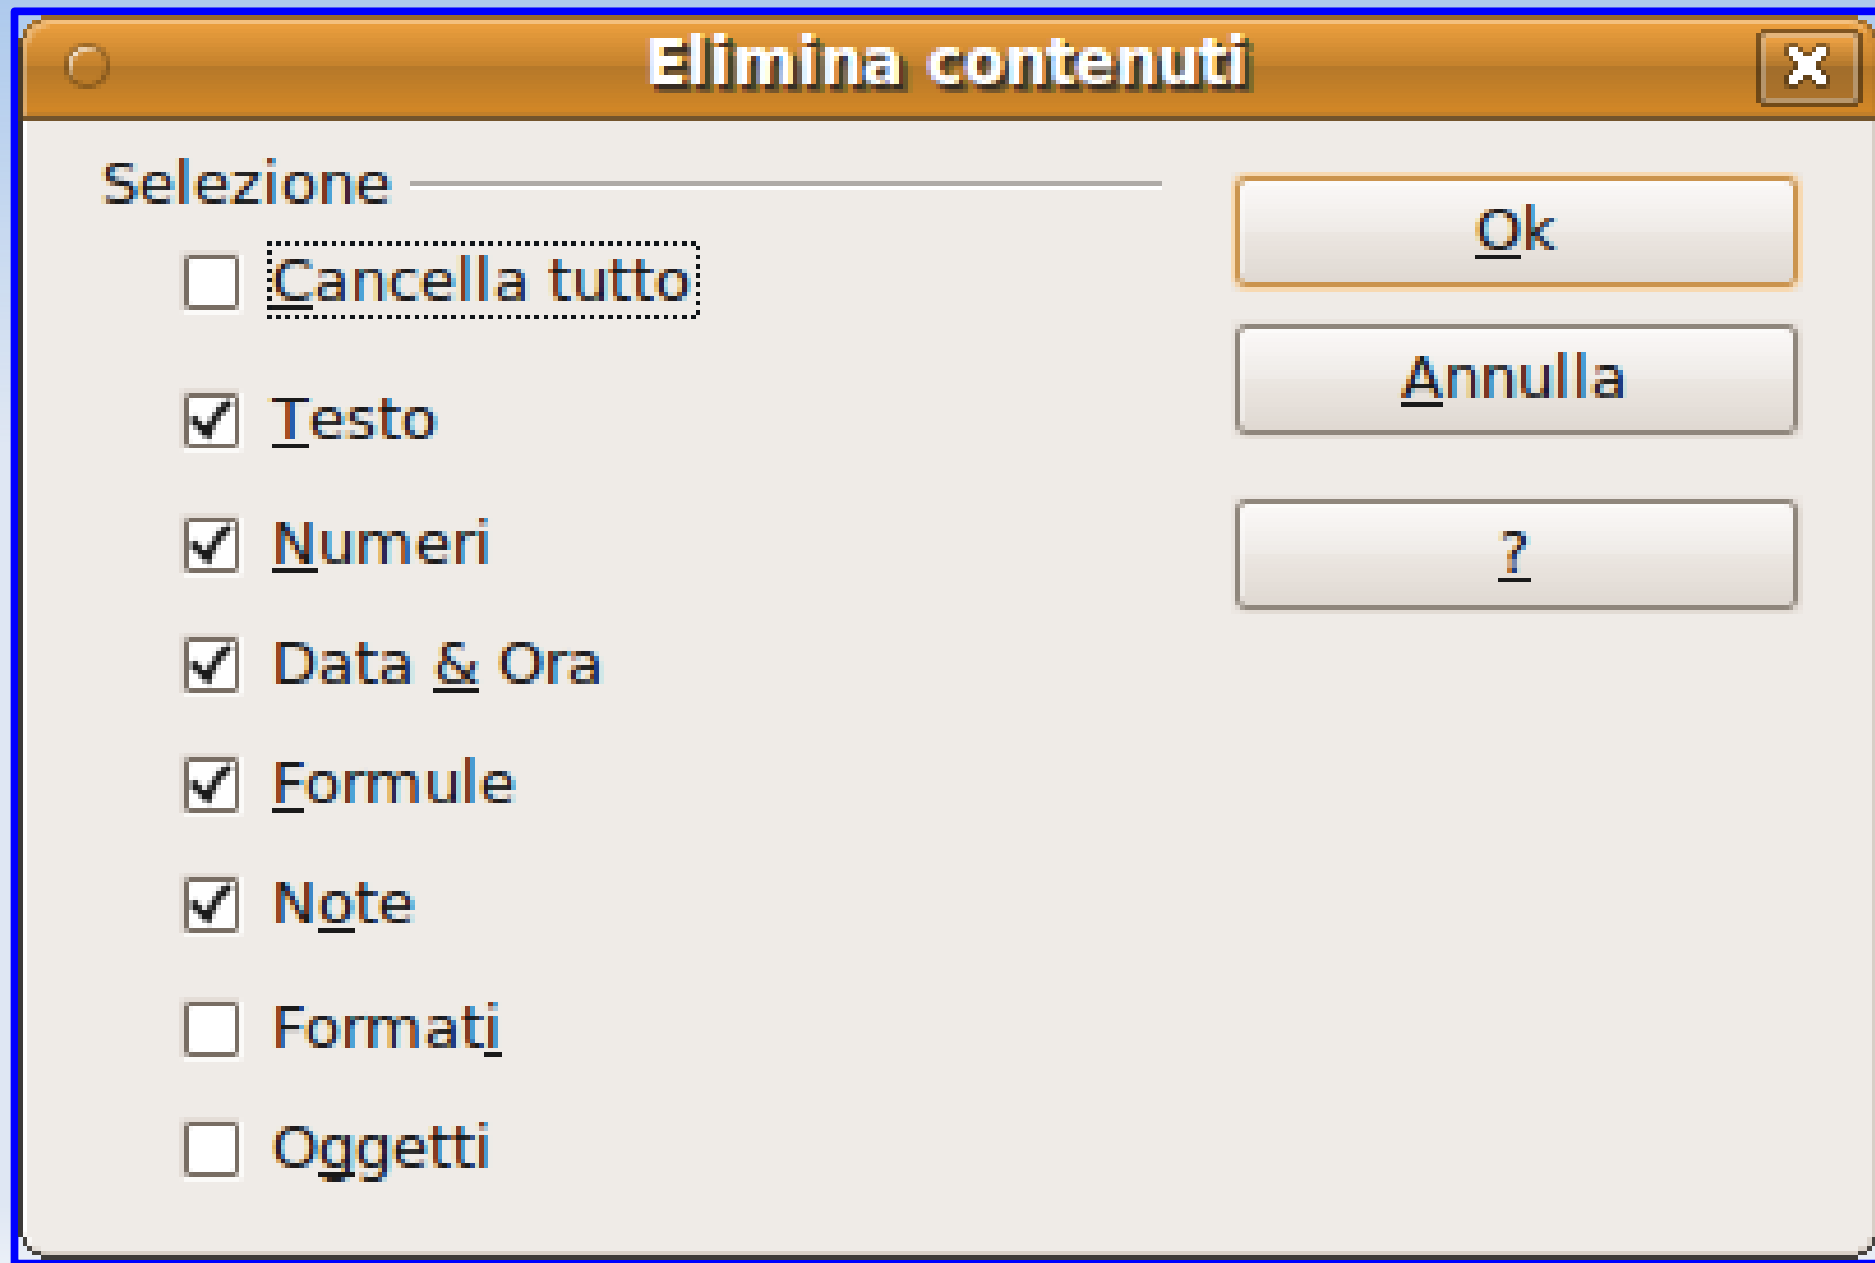 Elimina contenuti
Selezione
Cancella tutto
Testo
Numeri
Data & Ora
Formule
Note
Formati
Oggetti
Ok
Annulla
?